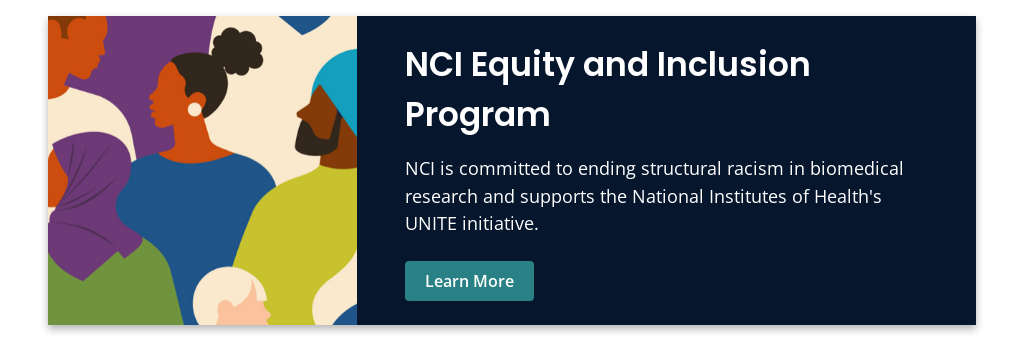 NCI Equity and Inclusion
Program
NCI is committed to ending structural racism in biomedical
research and supports the National Institutes of Health's
UNITE initiative.
Learn More